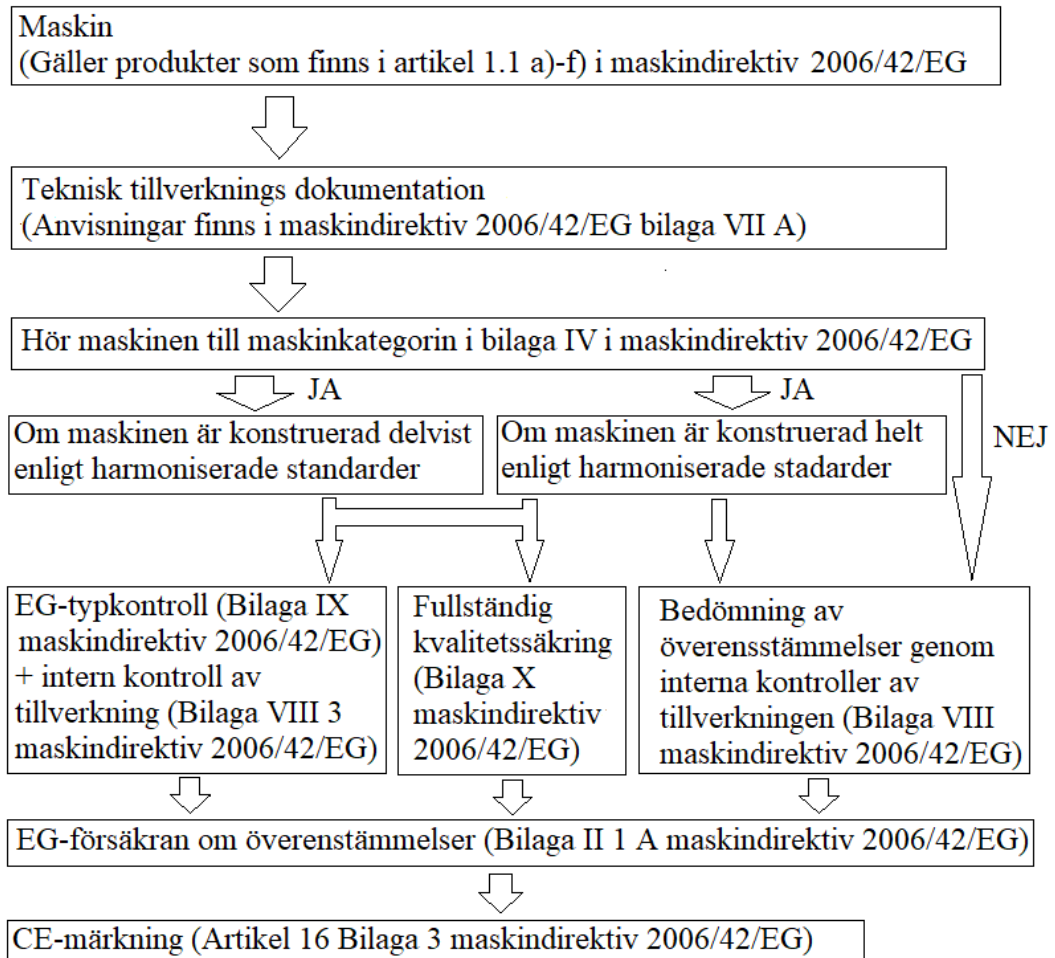 Maskin
(Gäller produkter som finns i artikel 1.1 a)-f) i maskindirektiv 2006/42/EG
Teknisk tillverknings dokumentation
(Anvisningar finns i maskindirektiv 2006/42/EG bilaga VII A)
Hör maskinen till maskinkategorin i bilaga IV i maskindirektiv 2006/42/EG
JA
JA
NEJ
Om maskinen är konstruerad delvist
enligt harmoniserade standarder
Om maskinen är konstruerad helt
enligt harmoniserade stadarder
EG-typkontroll (Bilaga IX
maskindirektiv 2006/42/EG)
+ intern kontroll av
tillverkning (Bilaga VIII 3
maskindirektiv 2006/42/EG)
Fullständig
kvalitetssäkring
(Bilaga X
maskindirektiv
2006/42/EG)
Bedömning av
överensstämmelser genom
interna kontroller av
tillverkningen (Bilaga VIII
maskindirektiv 2006/42/EG)
EG-försäkran om överenstämmelser (Bilaga II 1 A maskindirektiv 2006/42/EG)
CE-märkning (Artikel 16 Bilaga 3 maskindirektiv 2006/42/EG)